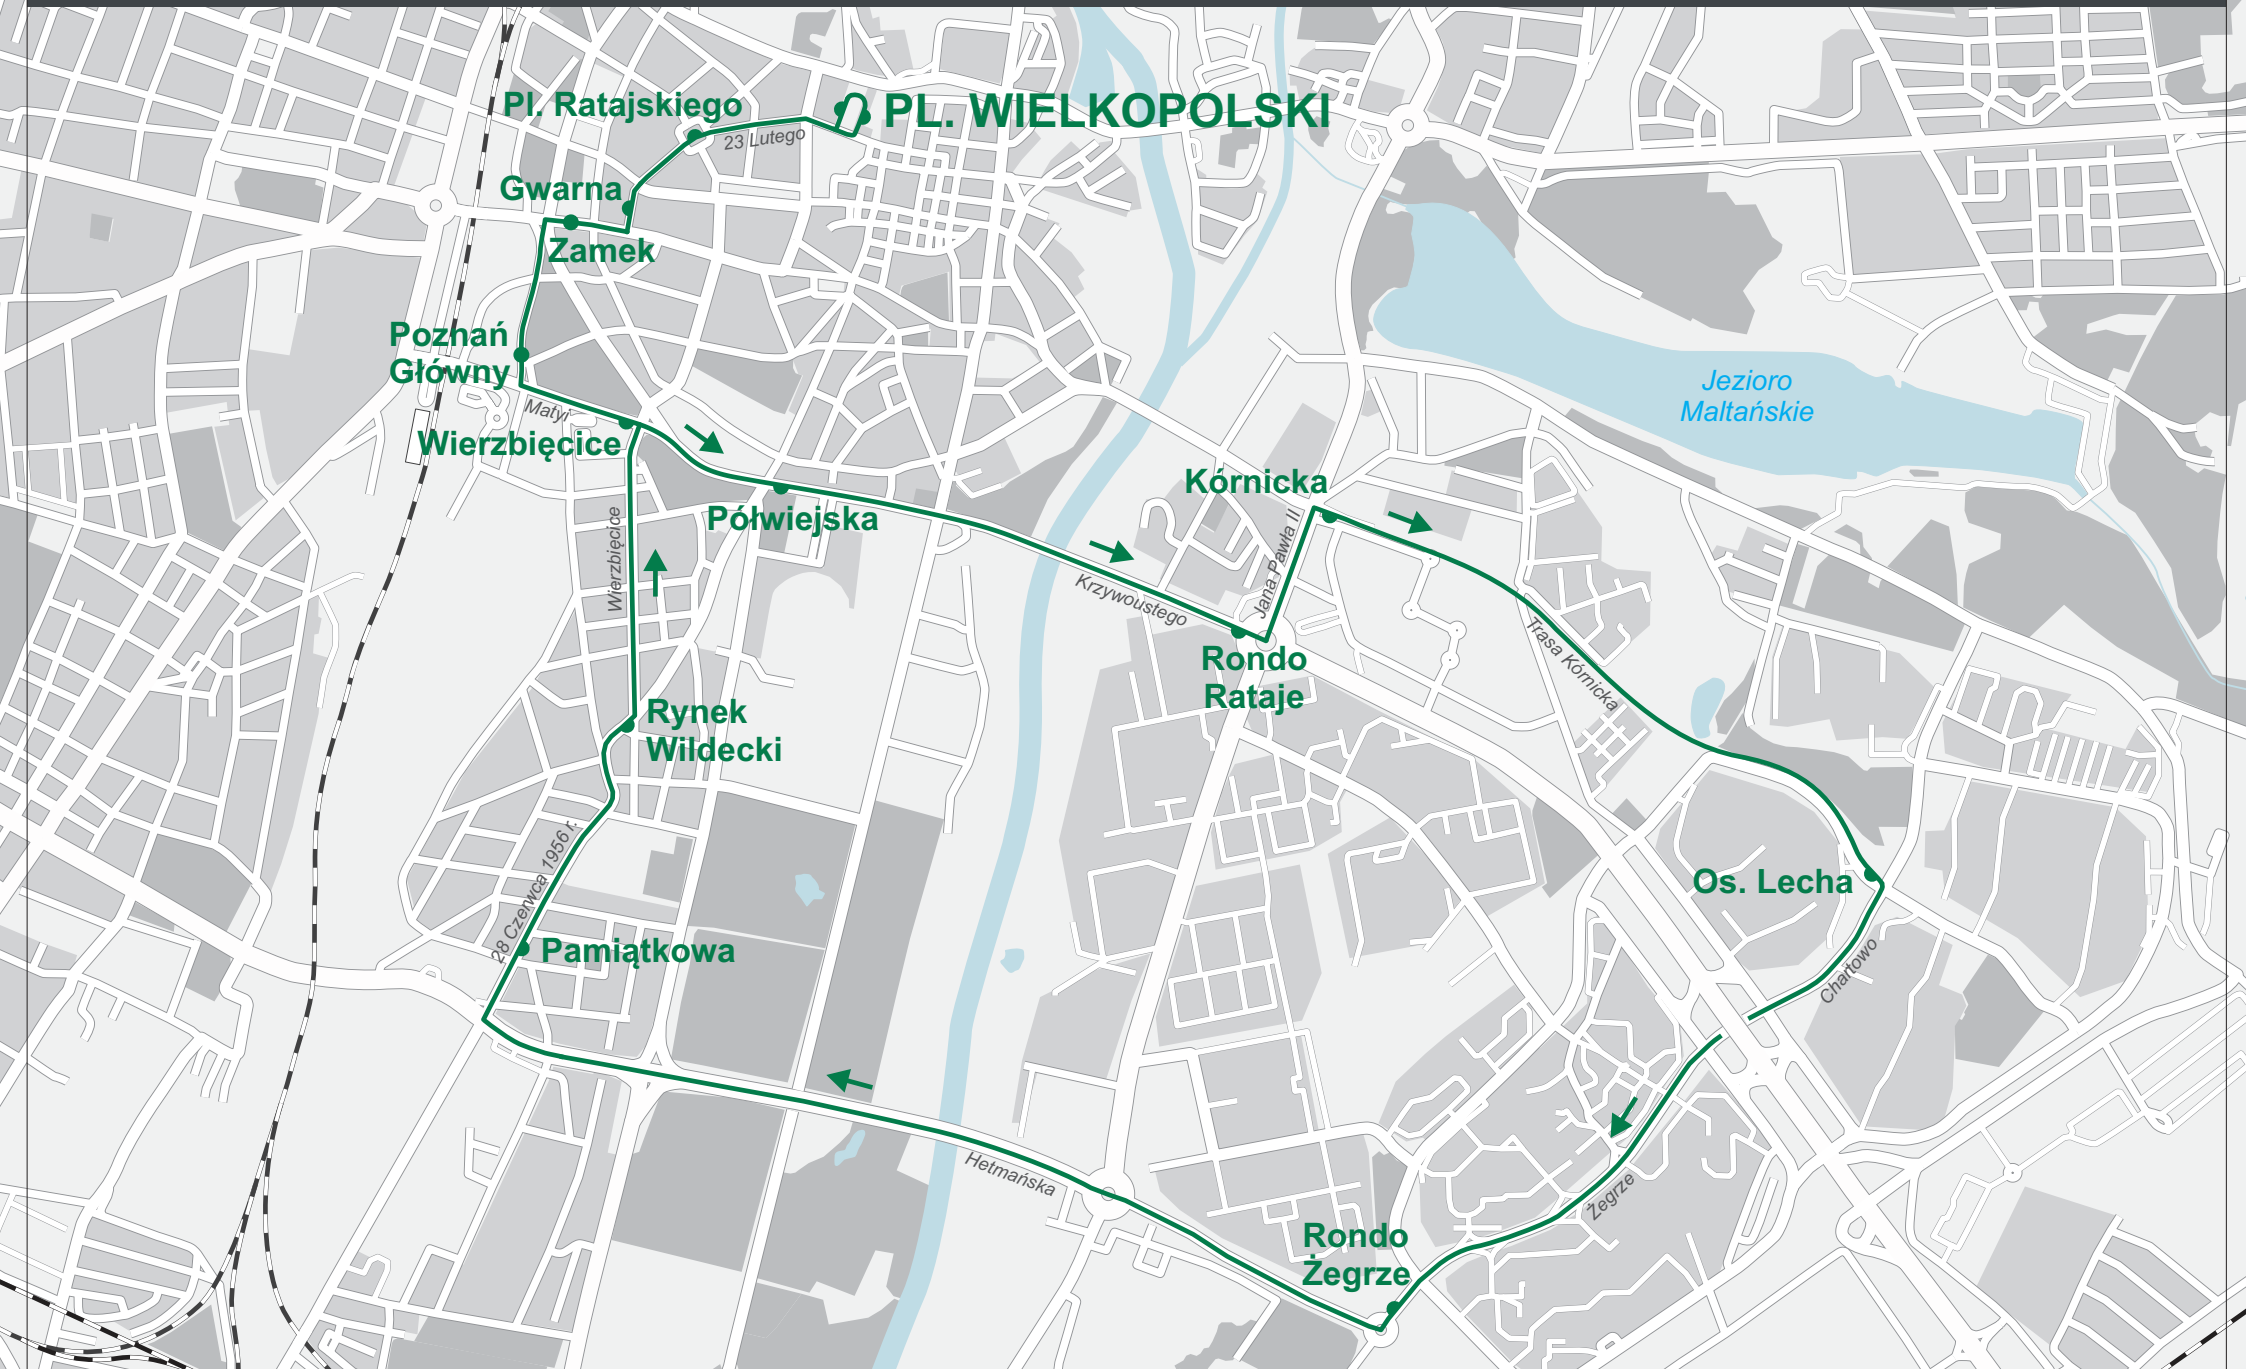 Pl. Ratajskiego
PL. WIELKOPOLSKI
23 Lutego
Gwarna
Zamek
Poznań
Główny
Matyi
Wierzbięcice
Jezioro
Maltańskie
Półwiejska
Kórnicka
Wierzbięcice
Krzywoustego
Jana Pawła II
Rondo
Rataje
Trasa Kórnicka
Rynek
Wildecki
28 Czerwca 1956 r.
Os. Lecha
Pamiątkowa
Chartowo
Hetmańska
Żegrze
Rondo
Żegrze